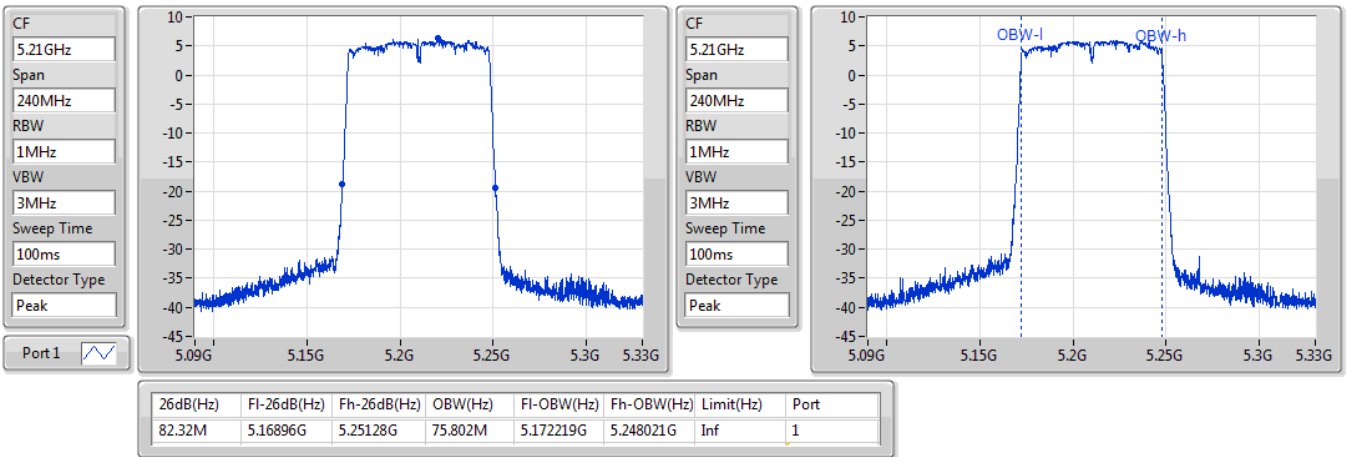 CF
5.21GHz
Span
240MHz
RBW
1MHz
VBW
3MHz
Sweep Time
100ms
Detector Type
Peak
Port 1
10
5
0
-5
-10
-15
-20
-25
-30
-35
-40
-45
5.09G 5.15G 5.2G 5.25G 5.3G 5.33G
CF
5.21GHz
Span
240MHz
RBW
1MHz
VBW
3MHz
Sweep Time
100ms
Detector Type
Peak
OBW-l OBW-h
10
5
0
-5
-10
-15
-20
-25
-30
-35
-40
-45
5.09G 5.15G 5.2G 5.25G 5.3G 5.33G
26dB(Hz) Fl-26dB(Hz) Fh-26dB(Hz) OBW(Hz) Fl-OBW(Hz) Fh-OBW(Hz) Limit(Hz) Port
82.32M 5.16896G 5.25128G 75.802M 5.172219G 5.248021G Inf 1